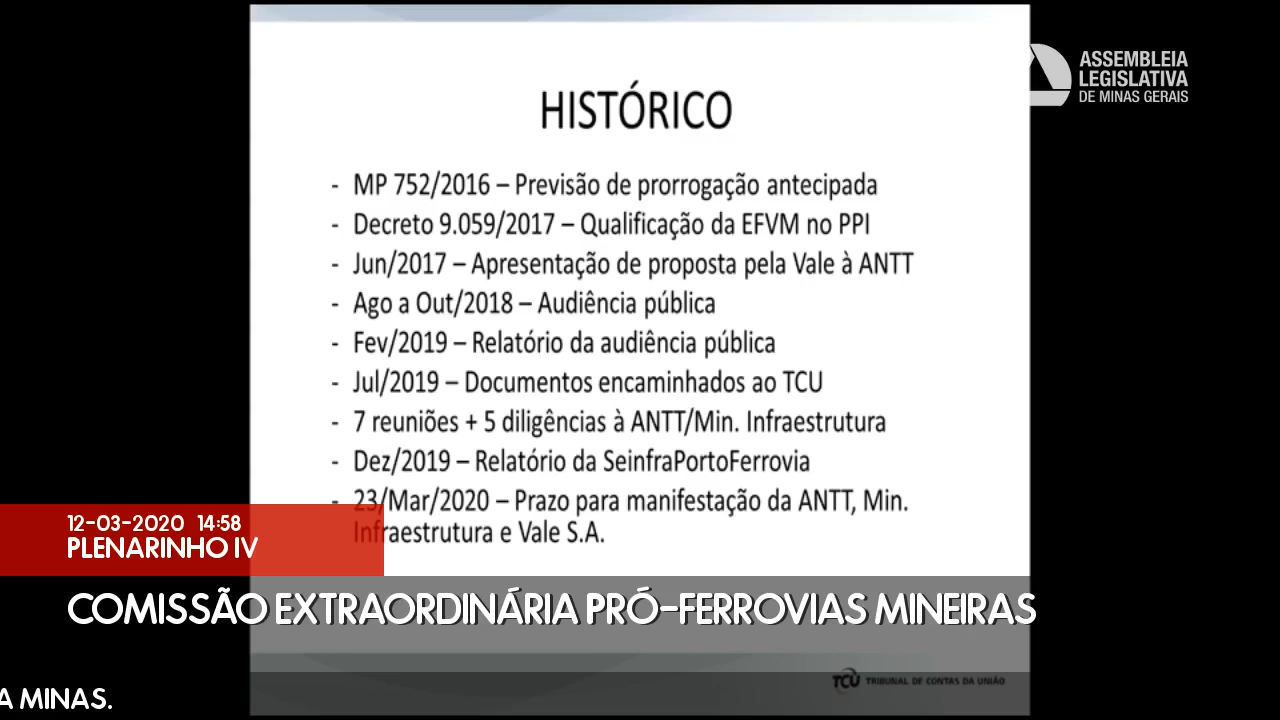 ASSEMBLEIA
LEGISLATIVA
DE MINAS GERAIS
HISTÓRICO
- MP 752/2016 – Previsão de prorrogação antecipada
- Decreto 9.059/2017 – Qualificação da EFVM no PPI
- Jun/2017 – Apresentação de proposta pela Vale à ANTT
- Ago a Out/2018 – Audiência pública
- Fev/2019 – Relatório da audiência pública
- Jul/2019 – Documentos encaminhados ao TCU
- 7 reuniões + 5 diligências à ANTT/Min. Infraestrutura
- Dez/2019 – Relatório da SeinfraPortoFerrovia
- 23/Mar/2020 – Prazo para manifestação da ANTT, Min.
Infraestrutura e Vale S.A.
12-03-2020 14:58
PLENARINHO IV
COMISSÃO EXTRAORDINÁRIA PRÓ-FERROVIAS MINEIRAS
TCU TRIBUNAL DE CONTAS DA UNIÃO
A MINAS.